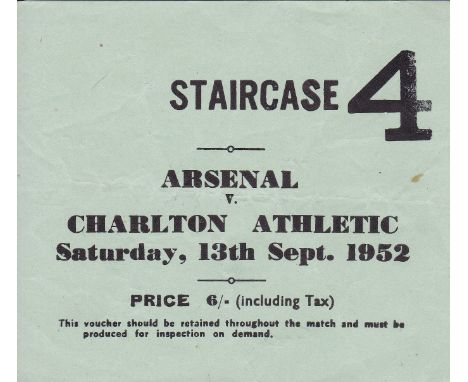 STAIRCASE 4
ARSENAL
V.
CHARLTON ATHLETIC
Saturday, 13th Sept. 1952
PRICE 6/- (including Tax)
This voucher should be retained throughout the match and must be
produced for inspection on demand.